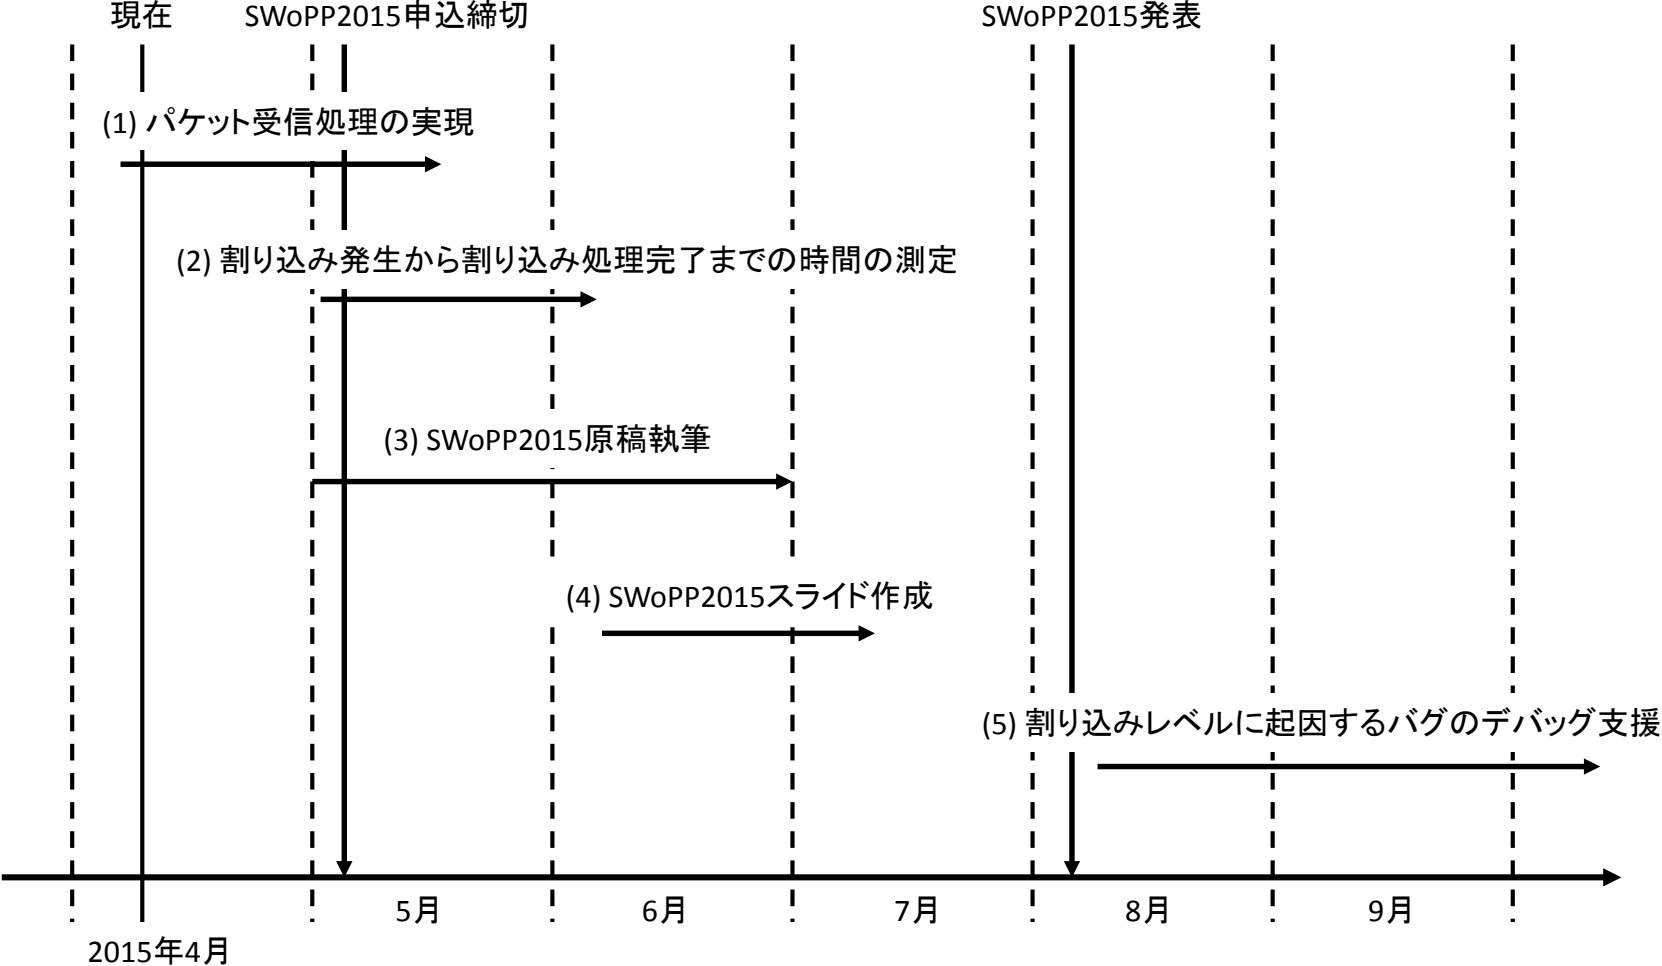 現在
SWoPP2015申込締切
SWoPP2015発表
(1) パケット受信処理の実現
(2) 割り込み発生から割り込み処理完了までの時間の測定
(3) SWoPP2015原稿執筆
(4) SWoPP2015スライド作成
(5) 割り込みレベルに起因するバグのデバッグ支援
5月
6月
7月
8月
9月
2015年4月